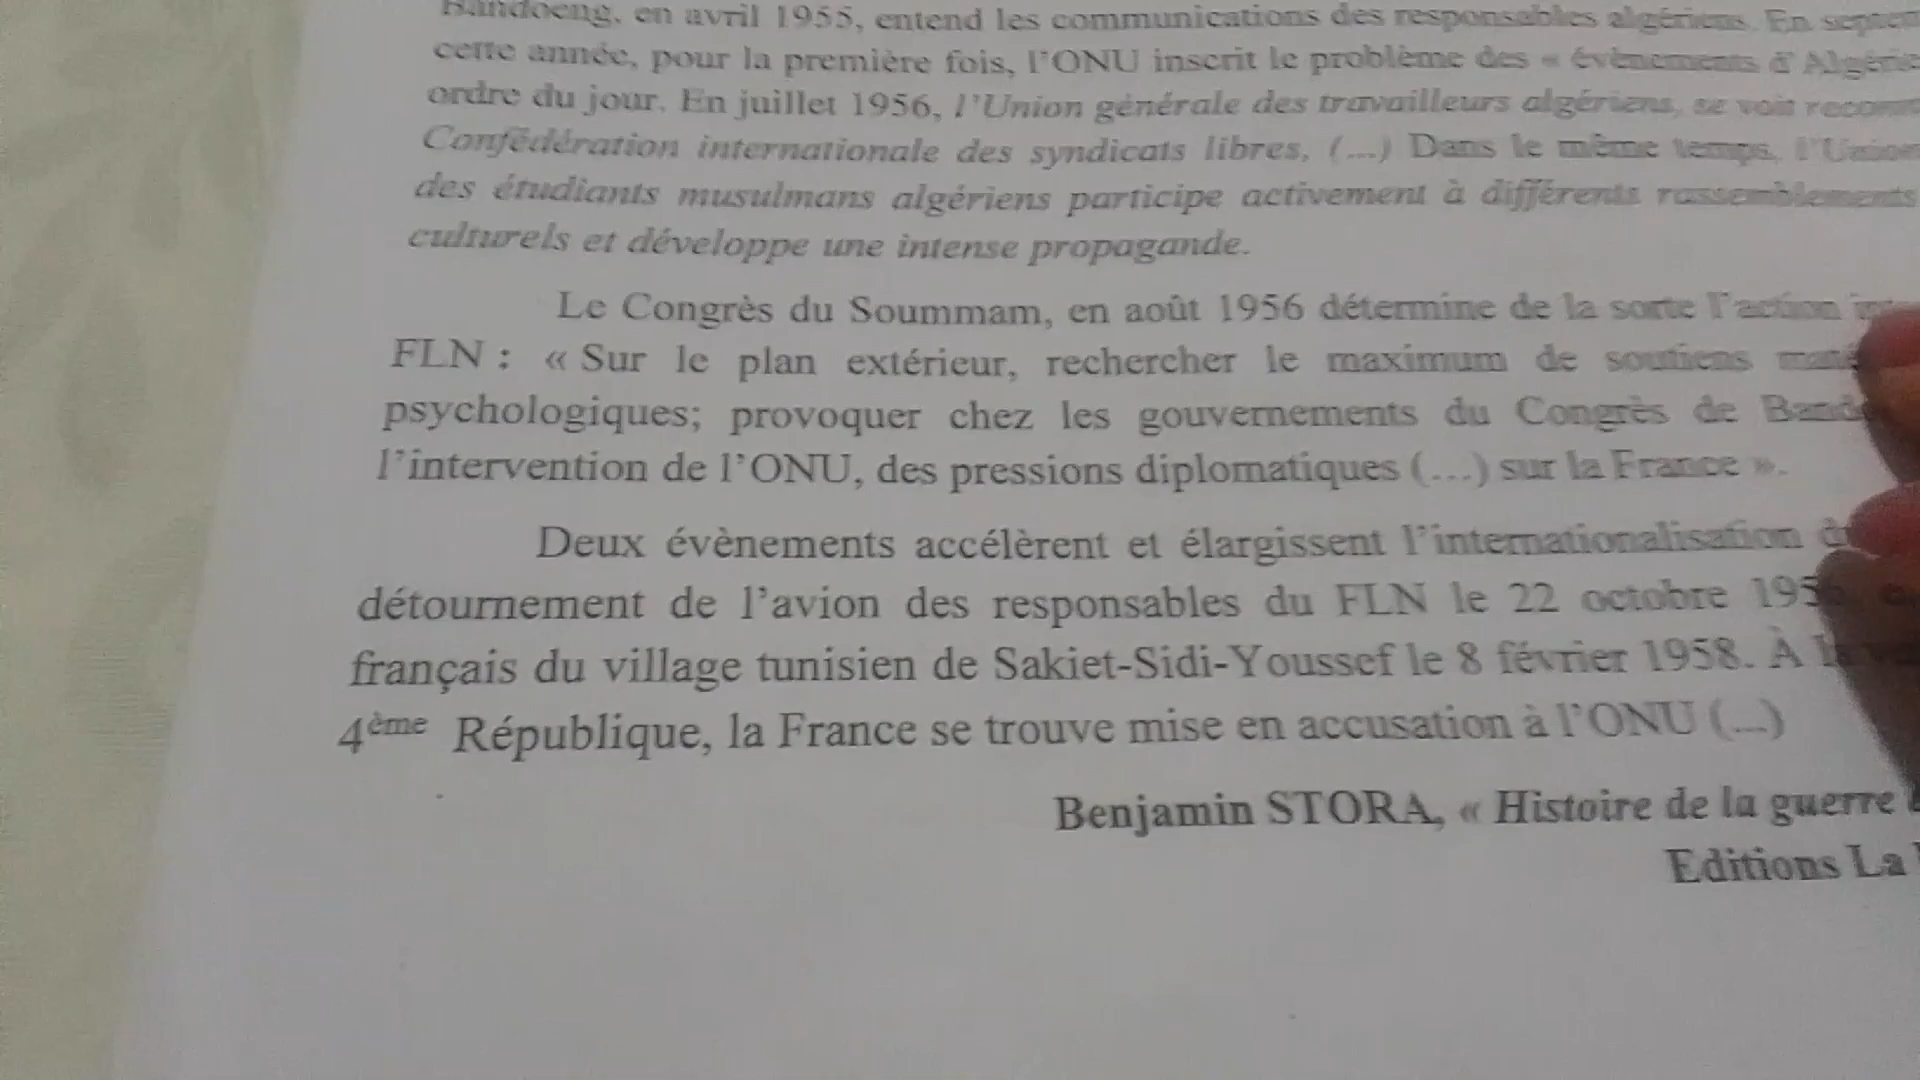 Bandoeng, en avril 1955, entend les communications des responsables algériens. En
cette année, pour la première fois, l'ONU inscrit le problème des « évènements d'Algérie
ordre du jour. En juillet 1956, l'Union générale des travailleurs algériens, se voit
Confédération internationale des syndicats libres, (...) Dans le même temps, l'Union
des étudiants musulmans algériens participe activement à différents rassemblements
culturels et développe une intense propagande.
Le Congrès du Soummam, en août 1956 détermine de la sorte l'action
FLN : « Sur le plan extérieur, rechercher le maximum de soutiens
psychologiques; provoquer chez les gouvernements du Congrès de
l'intervention de l'ONU, des pressions diplomatiques (...) sur la France ».
Deux évènements accélèrent et élargissent l'internationalisation
détournement de l'avion des responsables du FLN le 22 octobre
français du village tunisien de Sakiet-Sidi-Youssef le 8 février 1958. À
4ème République, la France se trouve mise en accusation à l'ONU (...)
Benjamin STORA, « Histoire de la guerre
Editions La